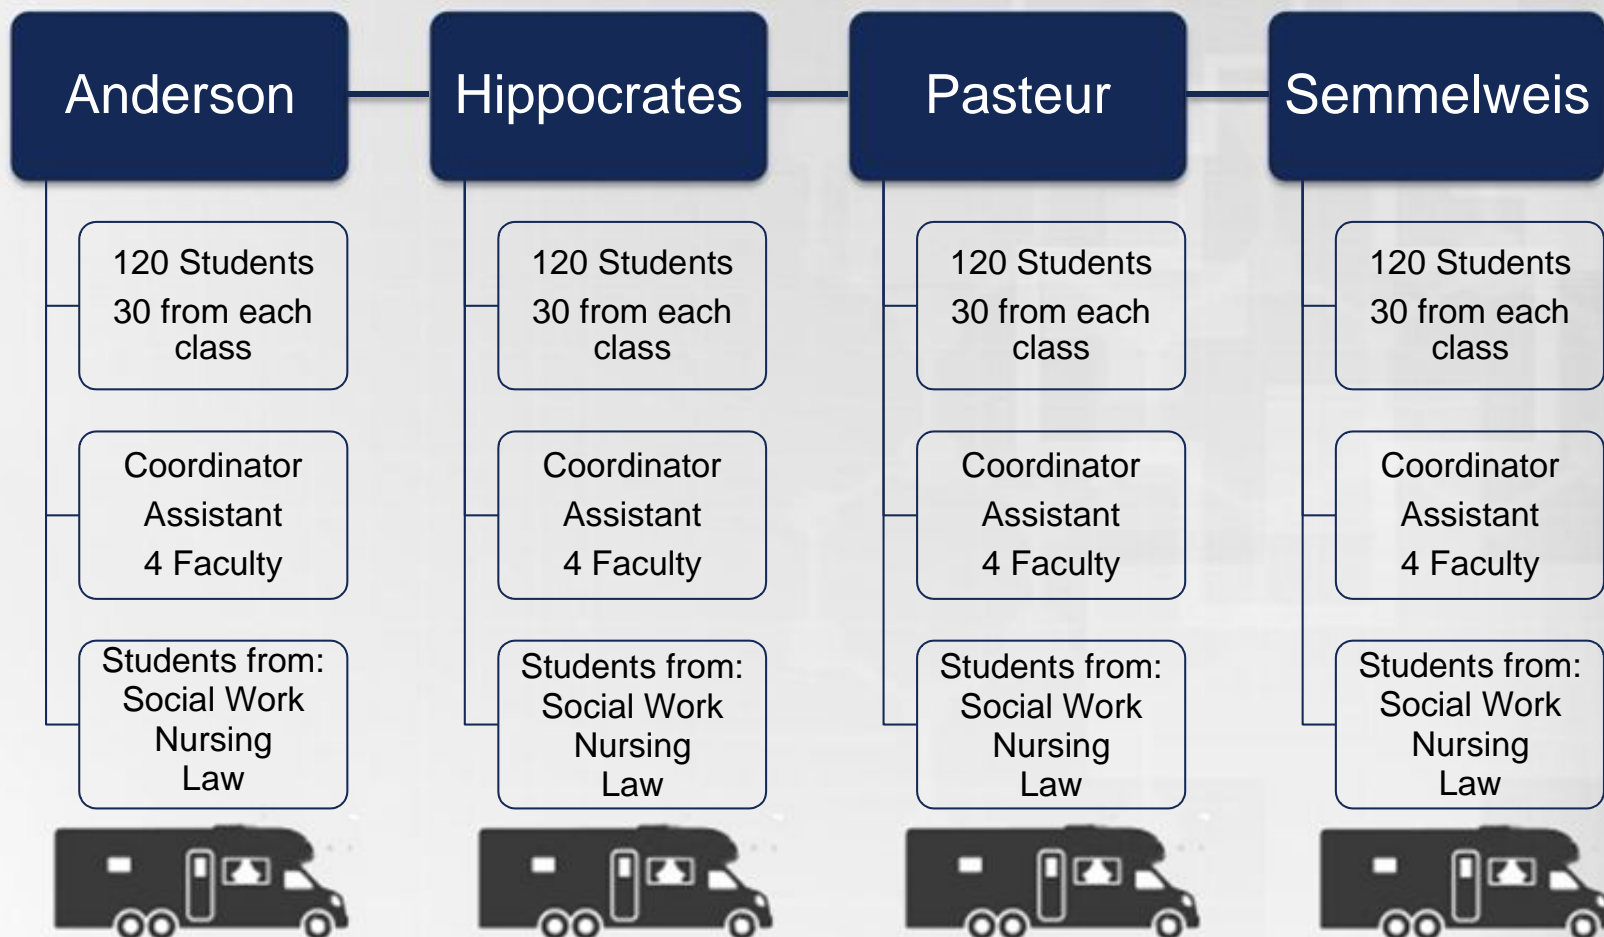 Anderson
Hippocrates
Pasteur
Semmelweis
120 Students
30 from each
class
120 Students
30 from each
class
120 Students
30 from each
class
120 Students
30 from each
class
Coordinator
Assistant
4 Faculty
Coordinator
Assistant
4 Faculty
Coordinator
Assistant
4 Faculty
Coordinator
Assistant
4 Faculty
Students from:
Social Work
Nursing
Law
Students from:
Social Work
Nursing
Law
Students from:
Social Work
Nursing
Law
Students from:
Social Work
Nursing
Law